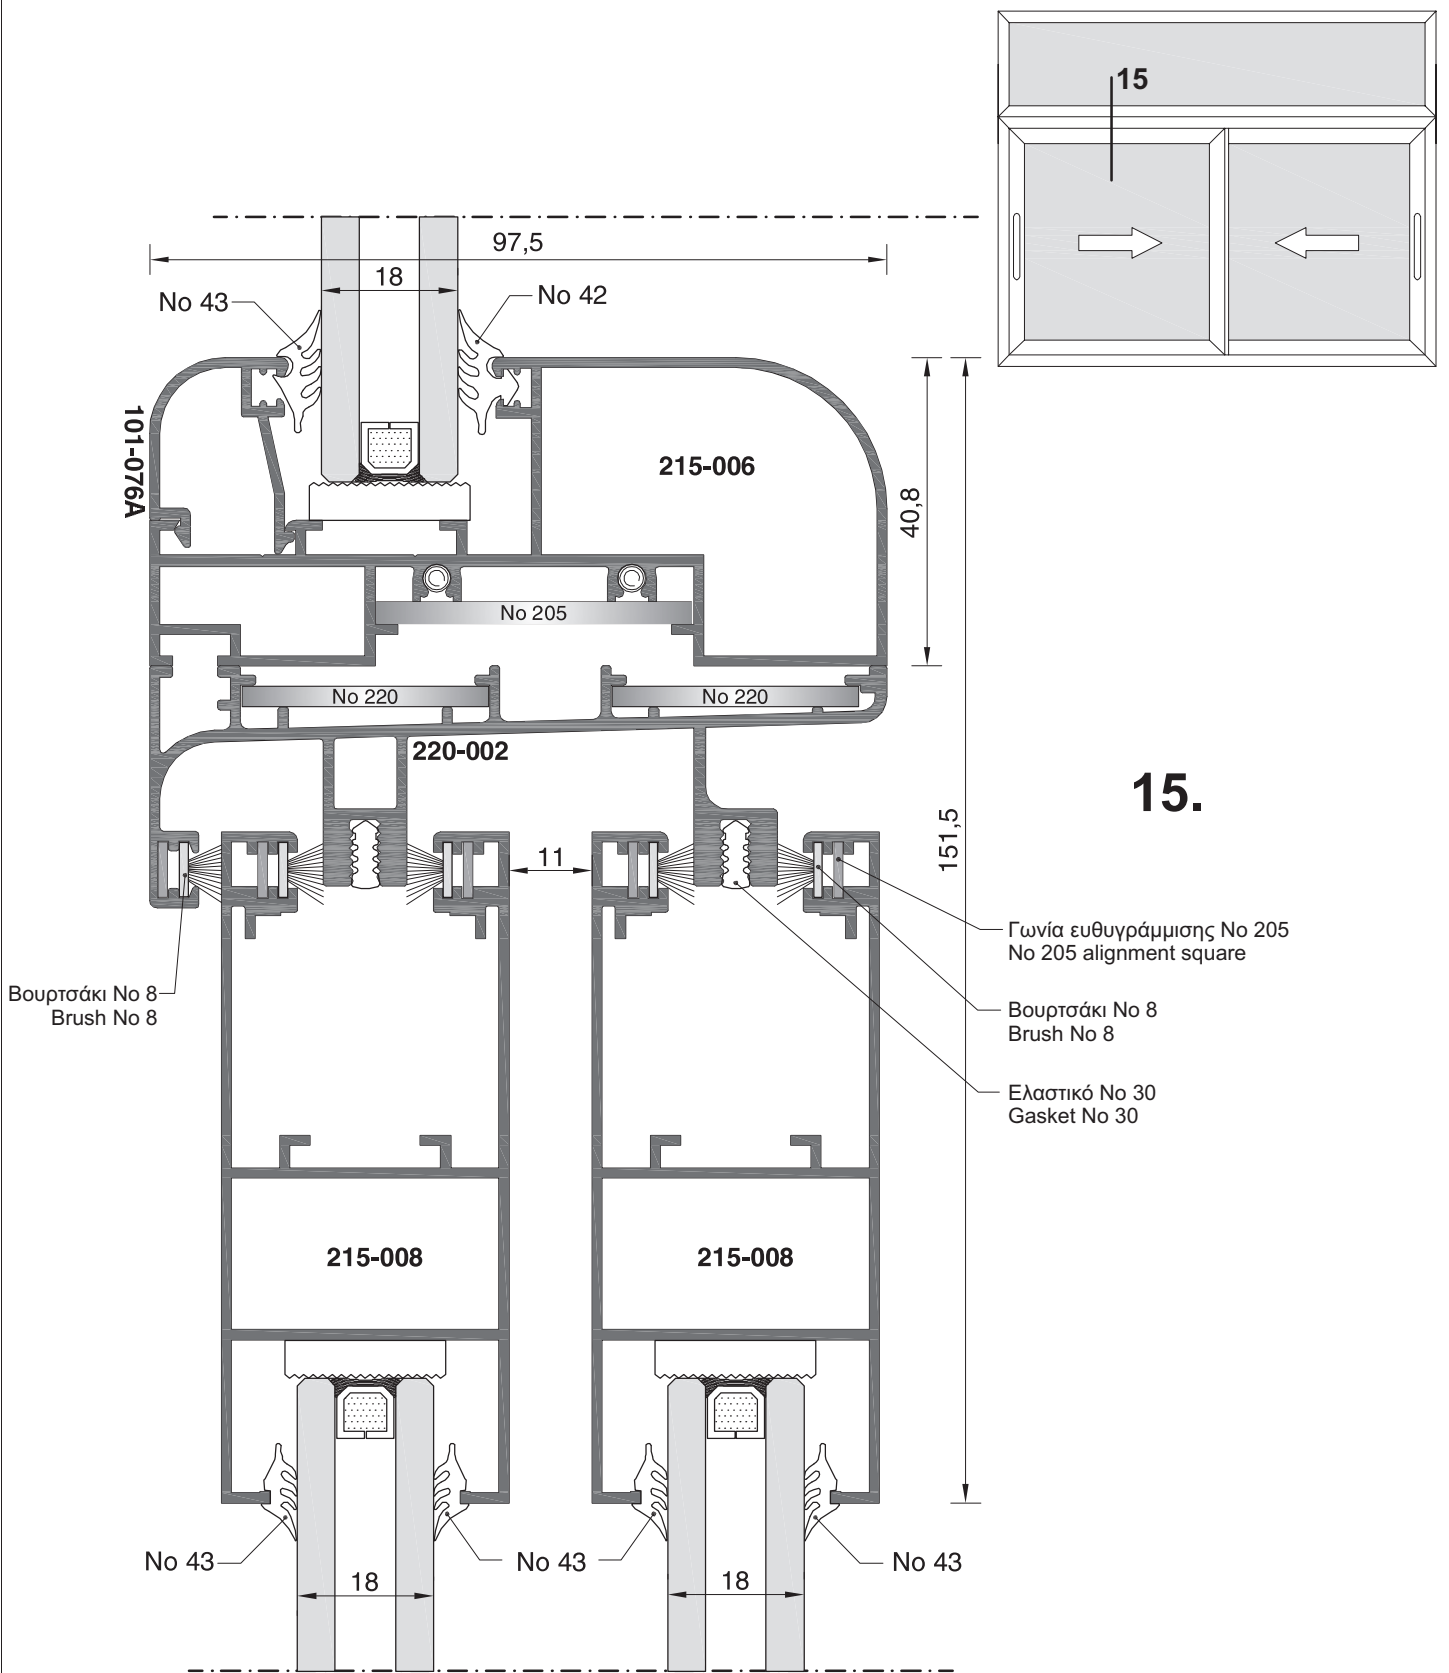 15
97,5
18
No 43
No 42
101-076A
215-006
40,8
No 205
No 220
No 220
220-002
15.
151,5
11
Γωνία ευθυγράμμισης No 205
No 205 alignment square
Βουρτσάκι No 8
Brush No 8
Βουρτσάκι No 8
Brush No 8
Ελαστικό No 30
Gasket No 30
215-008
215-008
No 43
No 43
No 43
18
18